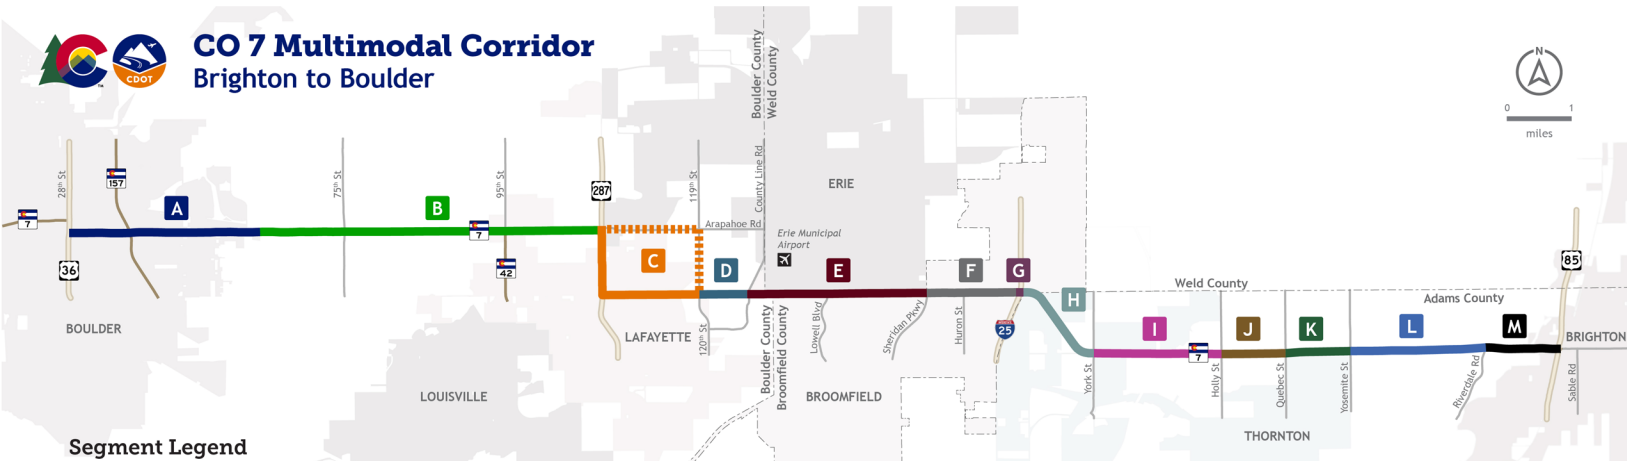 CO 7 Multimodal Corridor
Brighton to Boulder
CDOT
TM
N
0 1
miles
Boulder County
Weld County
28th St
157
75th St
95th St
287
119th St
County Line Rd
ERIE
7
A
B
7
Arapahoe Rd
Erie Municipal
Airport
36
42
C
D
E
F
G
H
85
Weld County
Adams County
BOULDER
LAFAYETTE
120th St
Boulder County
Broomfield County
Lowell Blvd
Sheridan Pkwy
Huron St
25
I
7
J
K
L
M
BRIGHTON
York St
Holly St
Quebec St
Yosemite St
Riverdale Rd
Sable Rd
LOUISVILLE
BROOMFIELD
THORNTON
Segment Legend